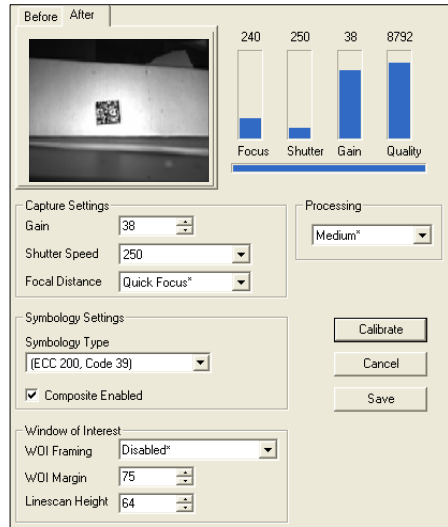 Before After
240 250 38 8792
Focus Shutter Gain Quality
Capture Settings
Gain 38
Shutter Speed 250
Focal Distance Quick Focus*
Processing
Medium*
Symbology Settings
Symbology Type
(ECC 200, Code 39)
Composite Enabled
Calibrate
Cancel
Save
Window of Interest
WOI Framing Disabled*
WOI Margin 75
Linescan Height 64